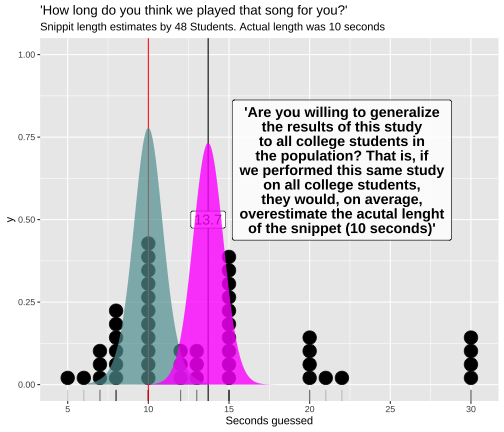 'How long do you think we played that song for you?'
Snippit length estimates by 48 Students. Actual length was 10 seconds
1.00
'Are you willing to generalize
the results of this study
to all college students in
the population? That is, if
we performed this same study
on all college students,
they would, on average,
overestimate the acutal lenght
of the snippet (10 seconds)'
0.75
y
0.50
13.7
0.25
0.00
5
10
15
20
25
30
Seconds guessed